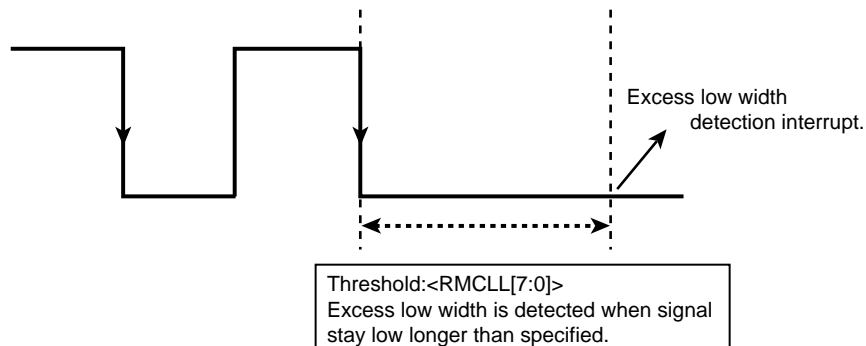 Excess low width
detection interrupt.
Threshold:<RMCLL[7:0]>
Excess low width is detected when signal
stay low longer than specified.